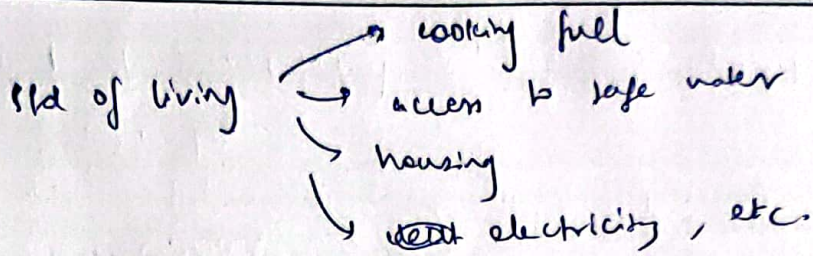 cooking fuel
std of living
access to safe water
housing
electricity, etc.